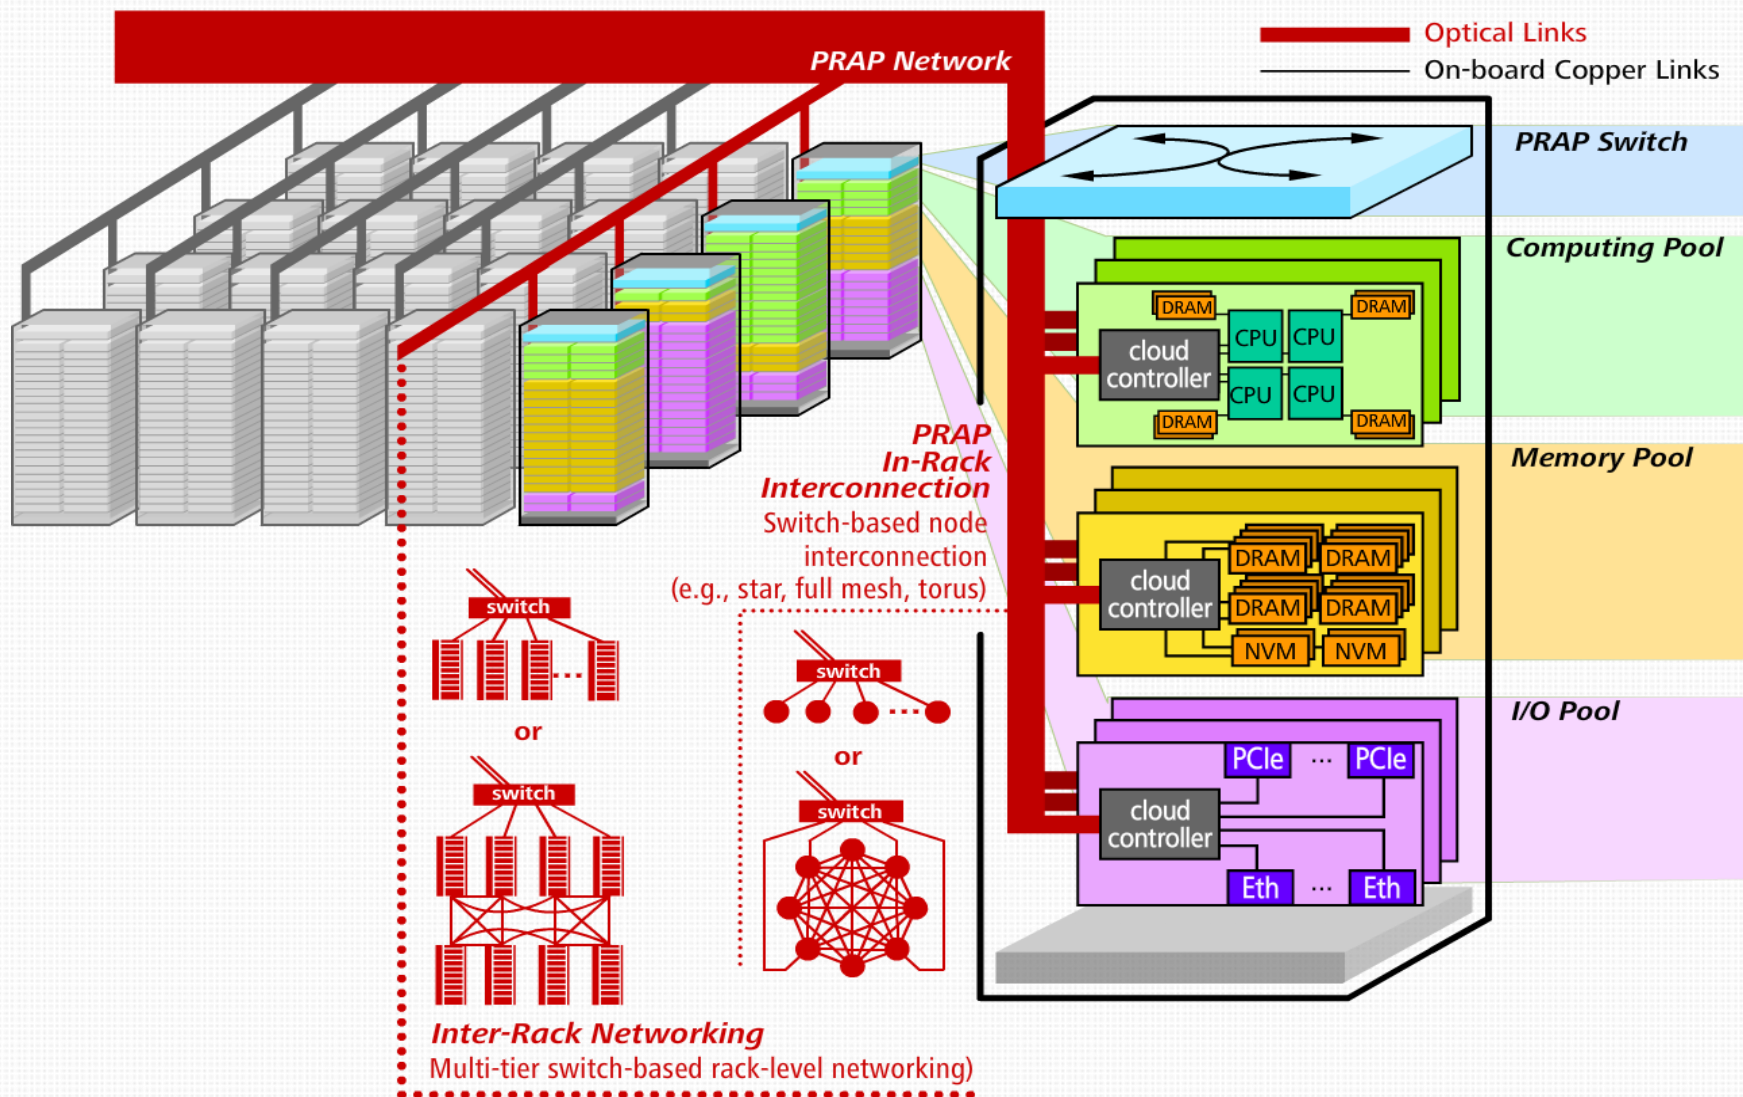 PRAP Network
Optical Links
On-board Copper Links
PRAP Switch
Computing Pool
DRAM
DRAM
CPU
CPU
cloud
controller
CPU
CPU
DRAM
DRAM
Memory Pool
DRAM
DRAM
cloud
controller
DRAM
DRAM
NVM
NVM
I/O Pool
PCIe
...
PCIe
cloud
controller
Eth
...
Eth
PRAP
In-Rack
Interconnection
Switch-based node
interconnection
(e.g., star, full mesh, torus)
switch
...
or
switch
switch
...
or
switch
Inter-Rack Networking
Multi-tier switch-based rack-level networking)